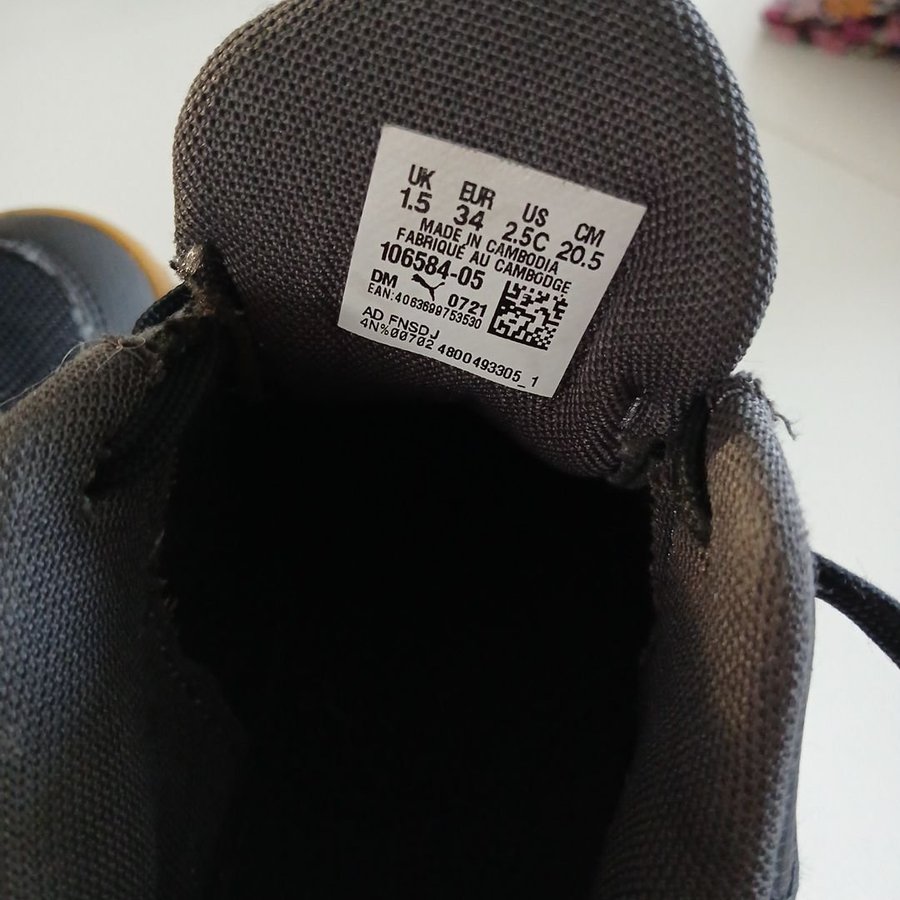 UK EUR US CM
1.5 34 2.5C 20.5
MADE IN CAMBODIA
FABRIQUÉ AU CAMBODGE
106584-05
DM 0721
EAN:4063699753530
AD FNSDJ
4N%00702 4800493305_1